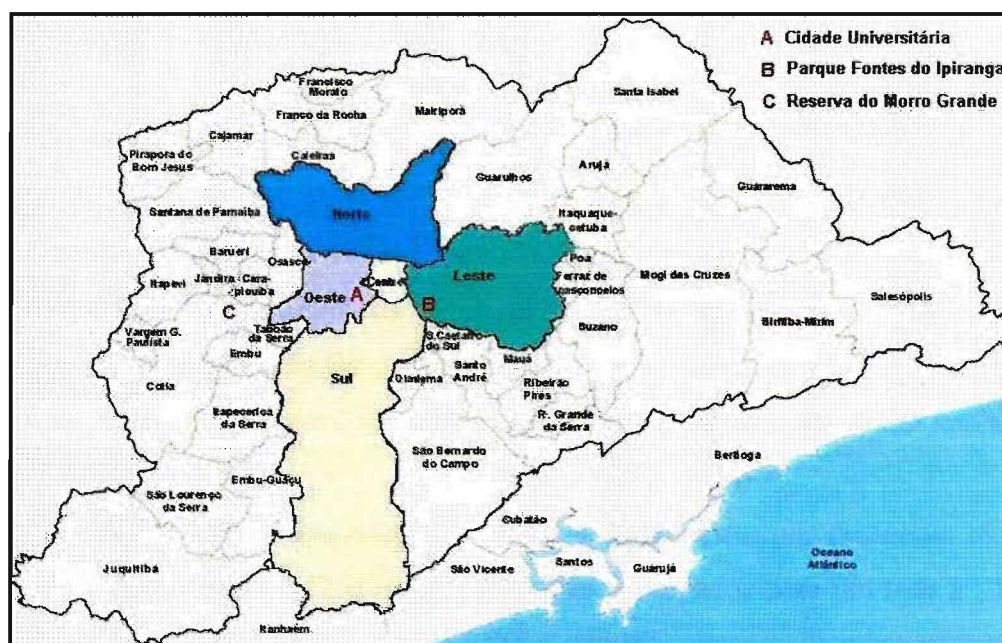 A Cidade Universitária
B Parque Fontes do Ipiranga
C Reserva do Morro Grande
Francisco
Morato
Franco da Rocha
Mairiporã
Santa Isabel
Cajamar
Pirapora do
Bom Jesus
Caieiras
Guarulhos
Arujá
Guararema
Santana de Parnaíba
Norte
Itaquaque-
cetuba
Barueri
Osasco
Poa
Itapevi
Jandira - Cara-
picuiba
Centro
Leste
Ferraz de
Vasconcelos
Mogi das Cruzes
Salesópolis
Oeste
A
B
C
Taboão
da Serra
Suzano
Biritiba-Mirim
Vargem G.
Paulista
Embu
S.Caetano
do Sul
Mauá
Cotia
Sul
Diadema
Santo
André
Ribeirão
Pires
Itapecerica
da Serra
R. Grande
da Serra
São Bernardo
do Campo
Bertioga
Embu-Guaçu
São Lourenço
da Serra
Cubatão
Juquitiba
São Vicente
Santos
Guarujá
Oceano
Atlântico
Itanhaém